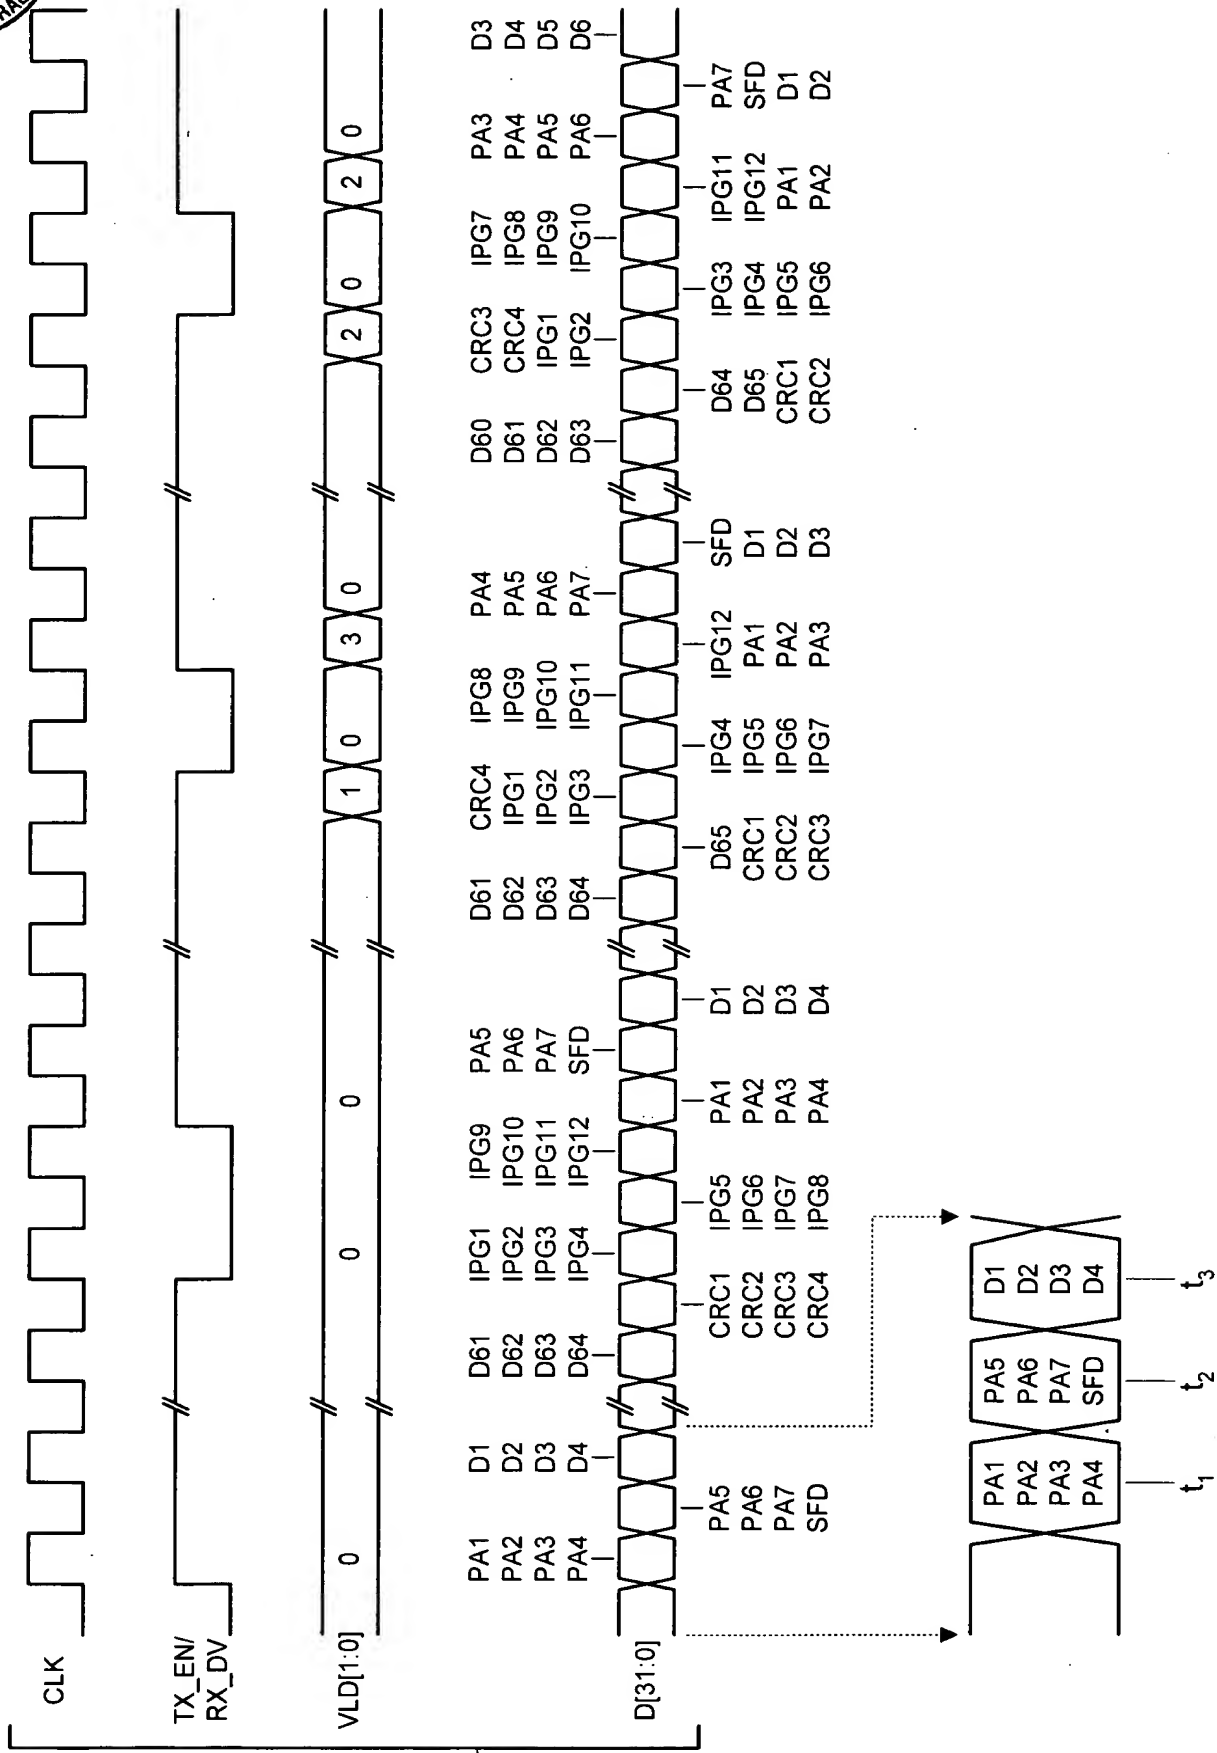 CLK
TX_EN/
RX_DV
VLD[1:0] 0 0 0 1 0 3 0 2 0 2 0
PA1 D1 D61 IPG1 IPG9 PA5 D61 CRC4 IPG8 PA4 D60 CRC3 IPG7 PA3 D3
PA2 D2 D62 IPG2 IPG10 PA6 D62 IPG1 IPG9 PA5 D61 CRC4 IPG8 PA4 D4
PA3 D3 D63 IPG3 IPG11 PA7 D63 IPG2 IPG10 PA6 D62 IPG1 IPG9 PA5 D5
PA4 D4 D64 IPG4 IPG12 SFD D64 IPG3 IPG11 PA7 D63 IPG2 IPG10 PA6 D6
D[31:0]
PA5 CRC1 IPG5 PA1 D1 D65 IPG4 IPG12 SFD D64 IPG3 IPG11 PA7
PA6 CRC2 IPG6 PA2 D2 CRC1 IPG5 PA1 D1 D65 IPG4 IPG12 SFD
PA7 CRC3 IPG7 PA3 D3 CRC2 IPG6 PA2 D2 CRC1 IPG5 PA1 D1
SFD CRC4 IPG8 PA4 D4 CRC3 IPG7 PA3 D3 CRC2 IPG6 PA2 D2
PA1 PA5 D1
PA2 PA6 D2
PA3 PA7 D3
PA4 SFD D4
t1 t2 t3